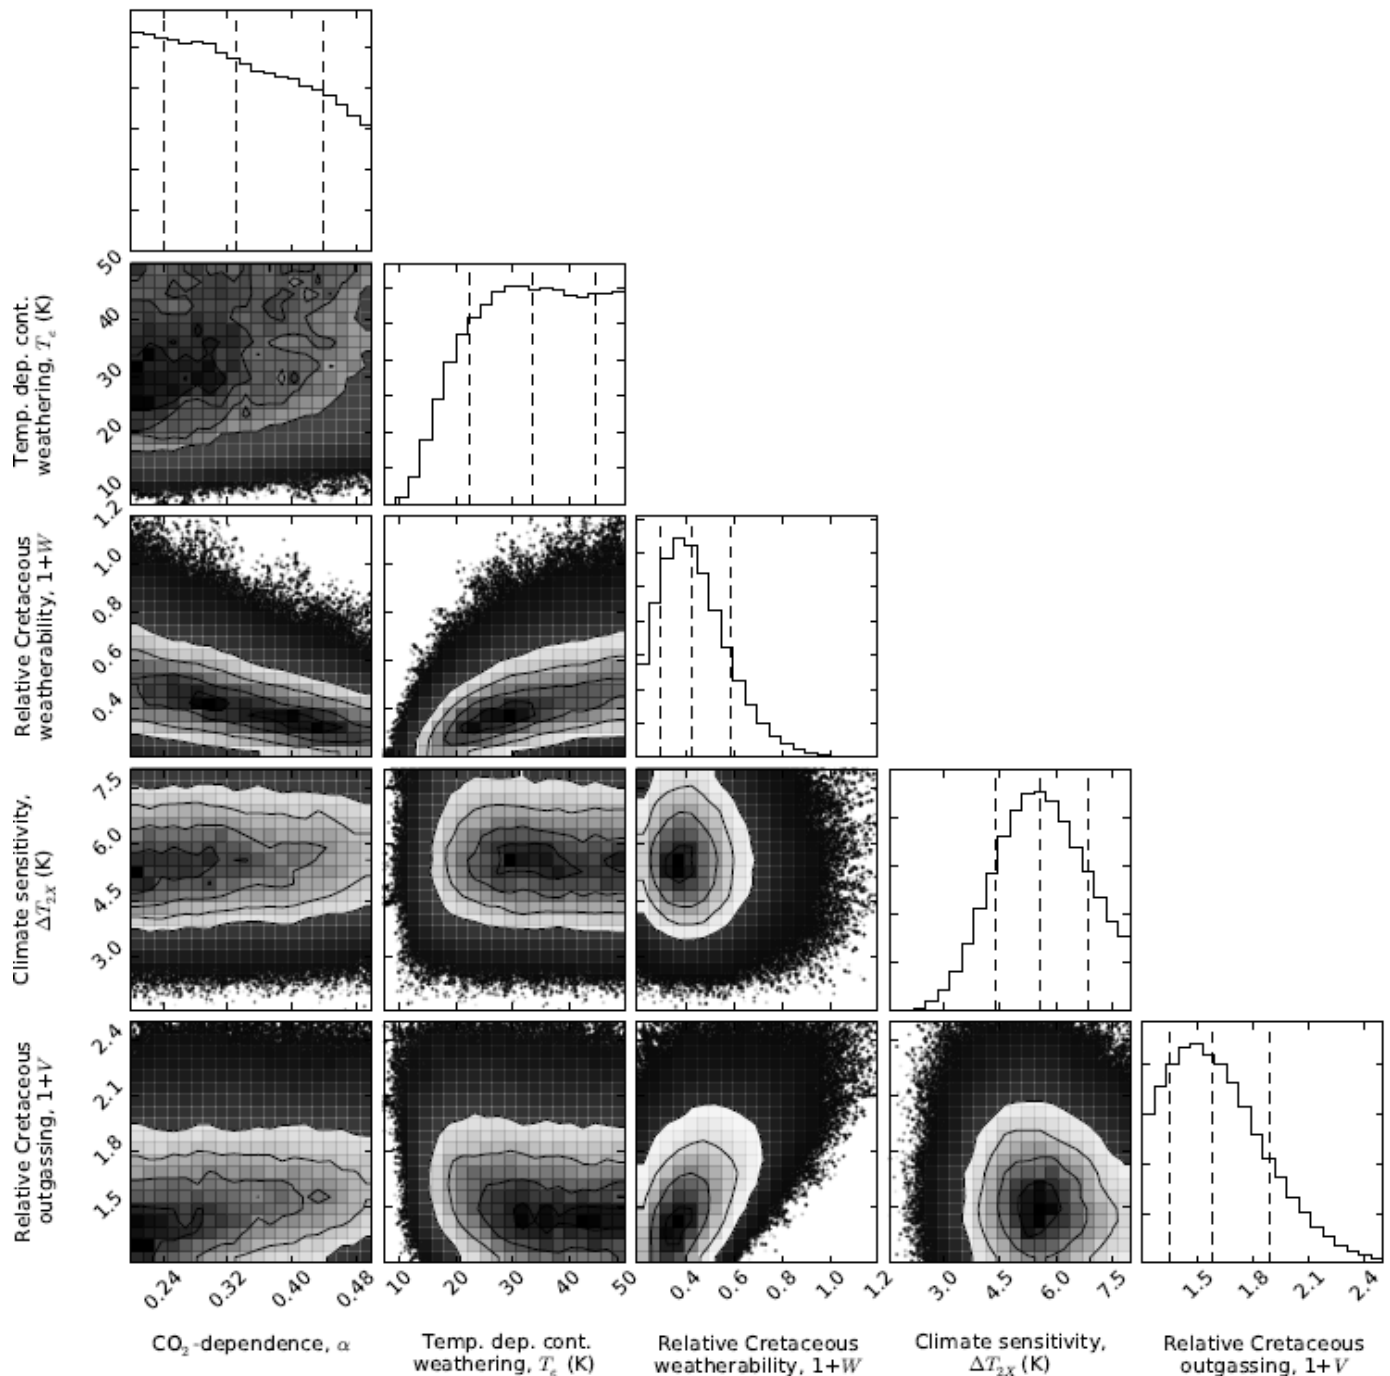 50
40
30
20
10
Temp. dep. cont.
weathering, T_e (K)
1.2
1.0
0.8
0.6
0.4
Relative Cretaceous
weatherability, 1+W
7.5
6.0
4.5
3.0
Climate sensitivity,
ΔT_2X (K)
2.4
2.1
1.8
1.5
Relative Cretaceous
outgassing, 1+V
0.24 0.32 0.40 0.48
10 20 30 40 50
0.4 0.6 0.8 1.0 1.2
3.0 4.5 6.0 7.5
1.5 1.8 2.1 2.4
CO₂-dependence, α
Temp. dep. cont.
weathering, T_e (K)
Relative Cretaceous
weatherability, 1+W
Climate sensitivity,
ΔT_2X (K)
Relative Cretaceous
outgassing, 1+V